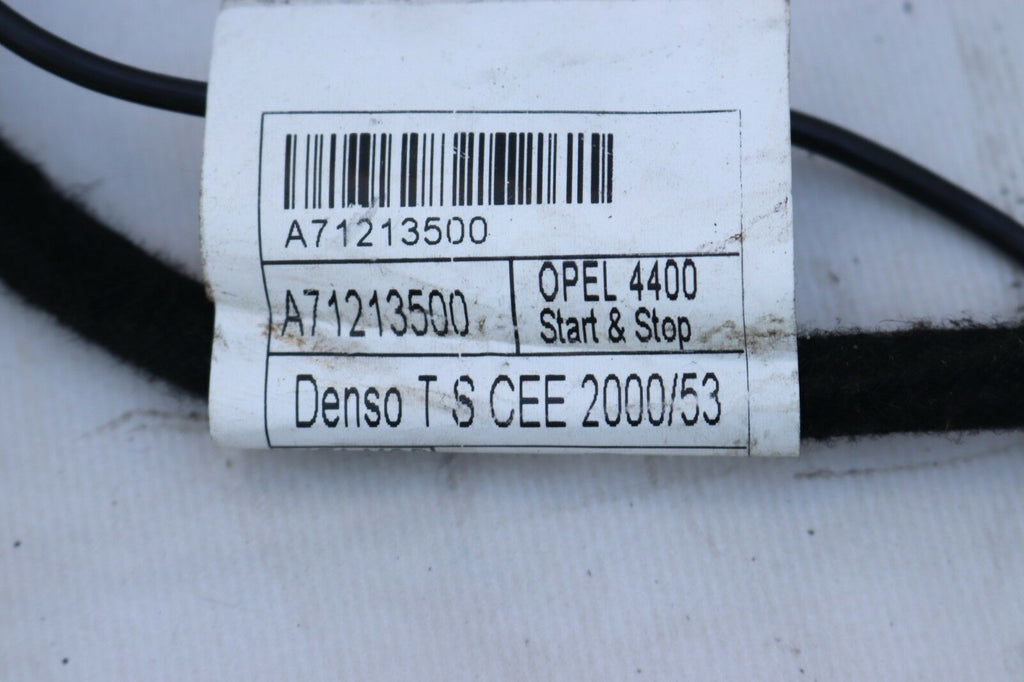 A71213500
A71213500
OPEL 4400
Start & Stop
Denso T S CEE 2000/53